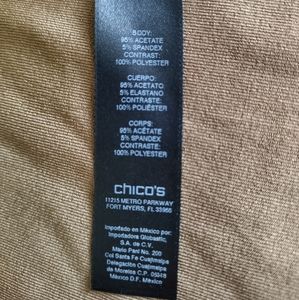 BODY:
95% ACETATE
5% SPANDEX
CONTRAST:
100% POLYESTER
CUERPO:
95% ACETATO
5% ELASTANO
CONTRASTE:
100% POLIÉSTER
CORPS:
95% ACÉTATE
5% SPANDEX
CONTRASTE:
100% POLYESTER
chico's
11215 METRO PARKWAY
FORT MYERS, FL 33966
Importado en México por:
Importadora Globastic,
S.A. de C.V.
Mario Pani No. 200
Col Santa Fe Cuajimalpa
Delegación Cuajimalpa
de Morelos C.P. 05348
México D.F. México